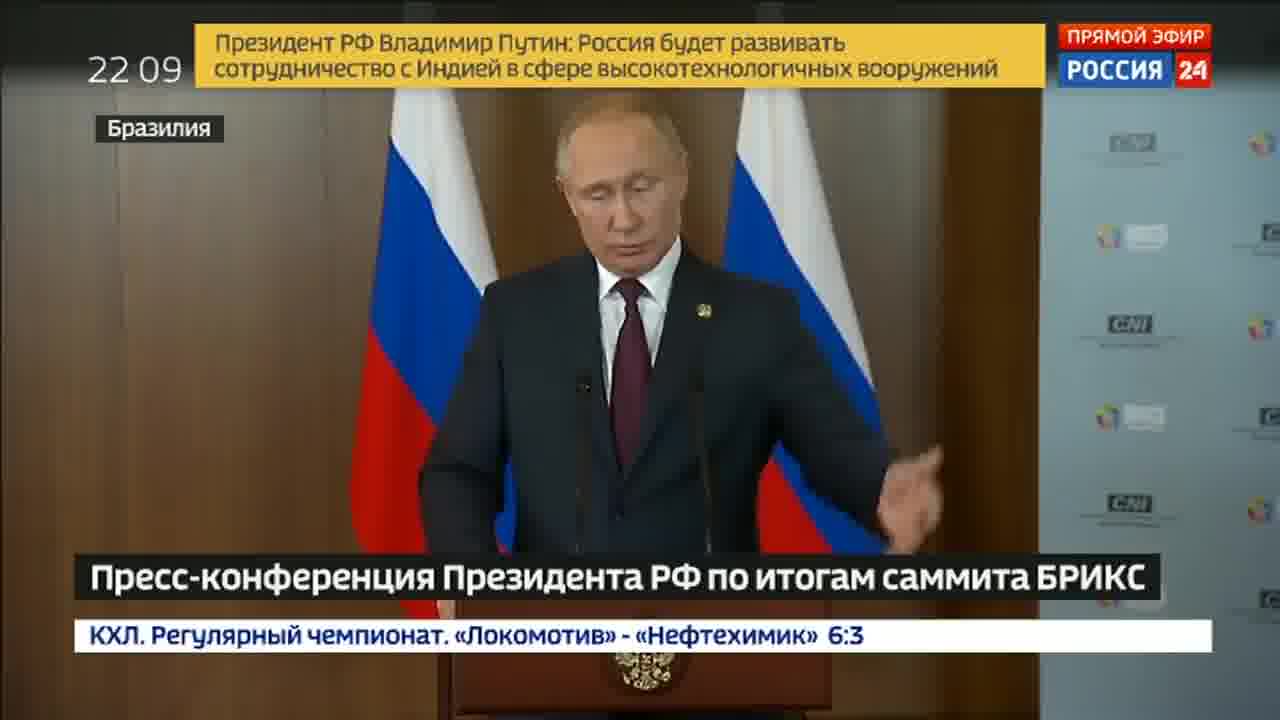 22 09
Президент РФ Владимир Путин: Россия будет развивать
сотрудничество с Индией в сфере высокотехнологичных вооружений
ПРЯМОЙ ЭФИР
РОССИЯ 24
Бразилия
CNI
CNI
CNI
Пресс-конференция Президента РФ по итогам саммита БРИКС
КХЛ. Регулярный чемпионат. «Локомотив» - «Нефтехимик» 6:3